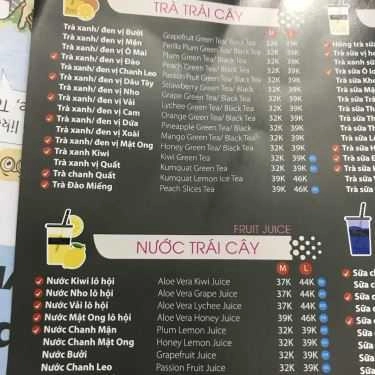 TRÀ TRÁI CÂY
Trà xanh/ đen vị Bưởi Grapefruit Green Tea/ Black Tea 32K 39K
Trà xanh/ đen vị Mận Perilla Plum Green Tea/ Black Tea 32K 39K
Trà xanh/ đen vị Ô Mai Plum Green Tea/ Black Tea 32K 39K
Trà xanh/ đen vị Đào Peach Green Tea/ Black Tea 32K 39K
Trà xanh/ đen vị Chanh Leo Passion Fruit Green Tea/ Black Tea 32K 39K
Trà xanh/ đen vị Dâu Tây Strawberry Green Tea/ Black Tea 32K 39K
Trà xanh/ đen vị Nho Grape Green Tea/ Black Tea 32K 39K
Trà xanh/ đen vị Vải Lychee Green Tea/ Black Tea 32K 39K
Trà xanh/ đen vị Cam Orange Green Tea/ Black Tea 32K 39K
Trà xanh/ đen vị Dứa Pineapple Green Tea/ Black Tea 32K 39K
Trà xanh/ đen vị Xoài Mango Green Tea/ Black Tea 32K 39K
Trà xanh/ đen vị Mật Ong Honey Green Tea/ Black Tea 32K 39K
Trà xanh Kiwi Kiwi Green Tea 32K 39K
Trà xanh vị Quất Kumquat Green Tea 32K 39K
Trà chanh Quất Kumquat Lemon Ice Tea 39K 46K
Trà Đào Miếng Peach Slices Tea 39K 46K
FRUIT JUICE
NƯỚC TRÁI CÂY
M L
Nước Kiwi lô hội Aloe Vera Kiwi Juice 37K 44K
Nước Nho lô hội Aloe Vera Grape Juice 37K 44K
Nước Vải lô hội Aloe Vera Lychee Juice 37K 44K
Nước Mật Ong lô hội Aloe Vera Honey Juice 37K 44K
Nước Chanh Mận Plum Lemon Juice 32K 39K
Nước Chanh Mật Ong Honey Lemon Juice 32K 39K
Nước Bưởi Grapefruit Juice 32K 39K
Nước Chanh Leo Passion Fruit Juice 32K 39K
Hồng trà sữ
Trà sữa
Trà sữa
Trà sữa
Sữa
Sữa